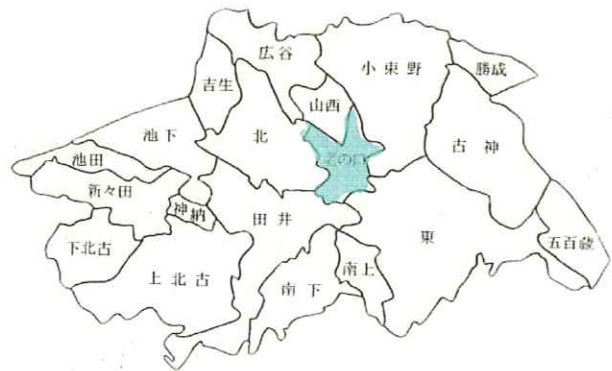 広谷
小東野
勝成
吉生
山西
池下
北
古神
池田
新々田
神納
田井
東
五百蔵
下北古
上北古
南下
南上